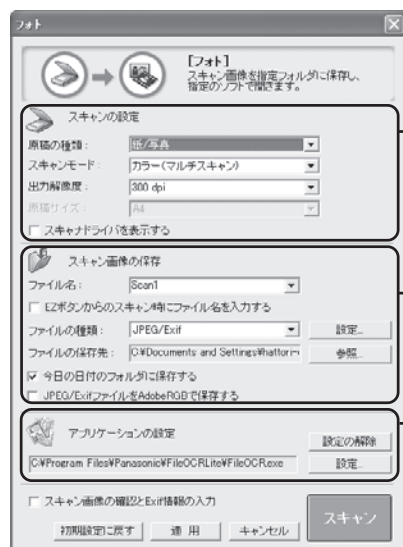 フォト
[フォト]
スキャン画像を指定フォルダに保存し、
指定のソフトで開きます。
スキャンの設定
原稿の種類： 紙/写真
スキャンモード： カラー(マルチスキャン)
出力解像度： 300 dpi
原稿サイズ： A4
スキャナドライバを表示する
スキャン画像の保存
ファイル名： Scan1
EZボタンからのスキャン時にファイル名を入力する
ファイルの種類： JPEG/Exif 設定...
ファイルの保存先： C:¥Documents and Settings¥hattori 参照...
今日の日付のフォルダに保存する
JPEG/ExifファイルをAdobeRGBで保存する
アプリケーションの設定 設定の解除
C:¥Program Files¥Panasonic¥FileOCRLite¥FileOCR.exe 設定...
スキャン画像の確認とExif情報の入力
スキャン
初期設定に戻す 適 用 キャンセル